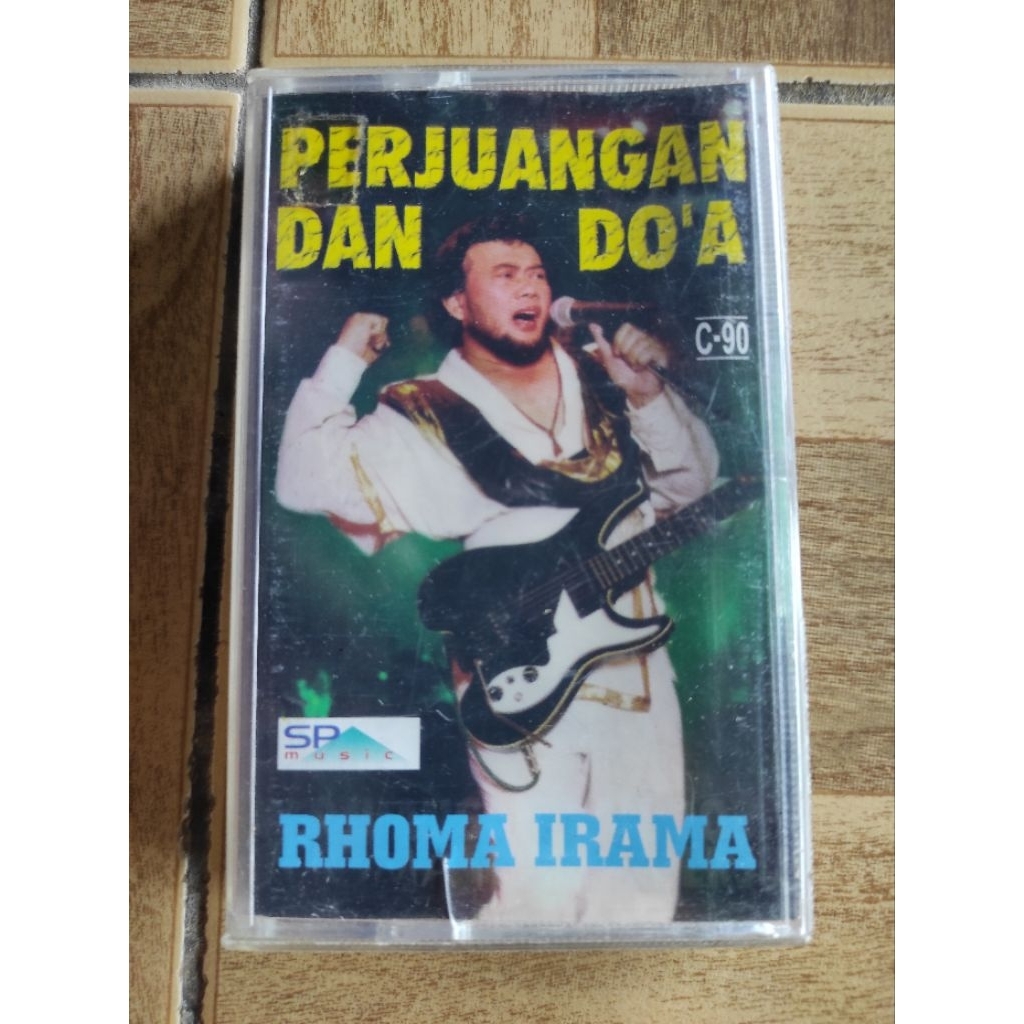 PERJUANGAN
DAN DO'A
C-90
SP
music
RHOMA IRAMA